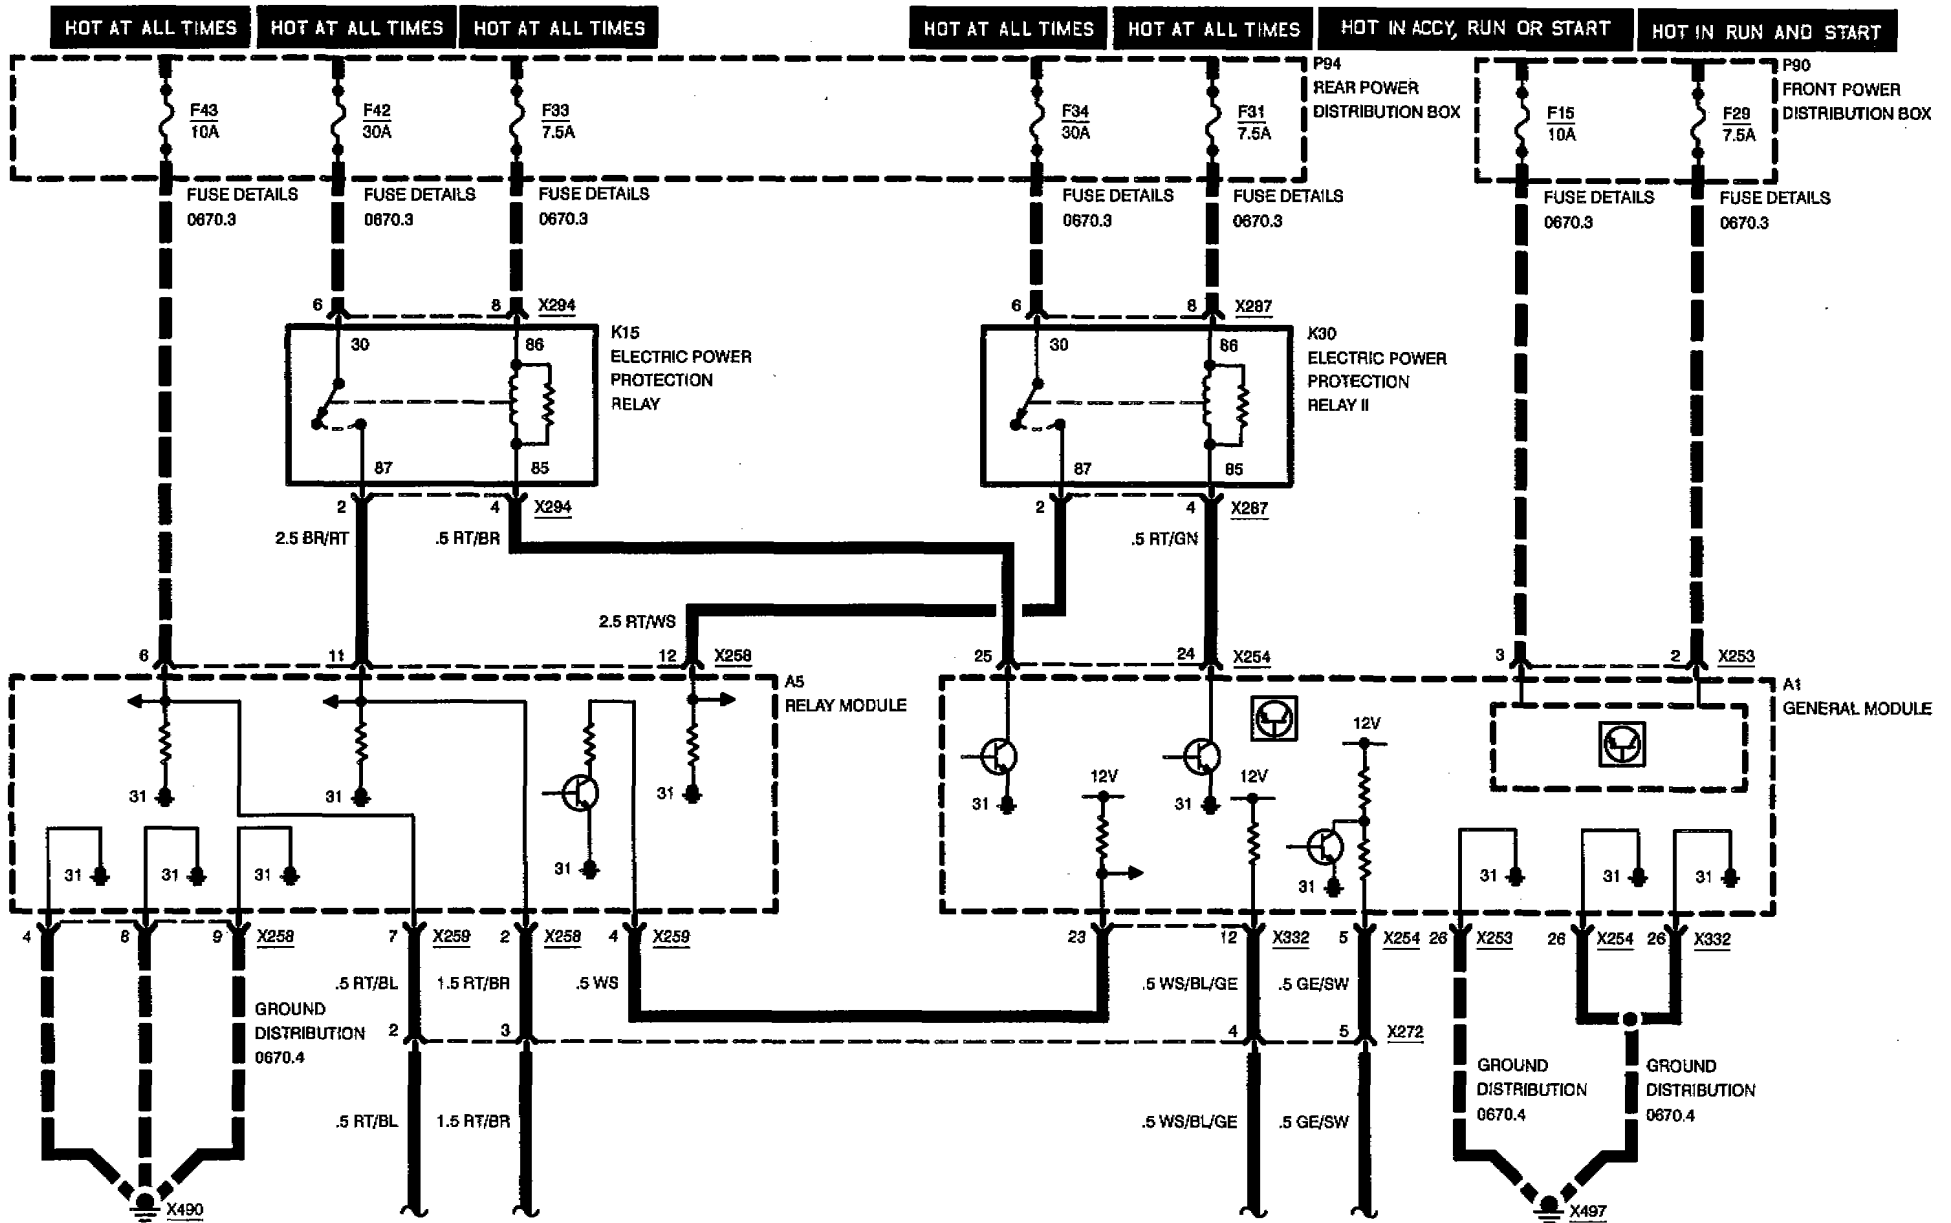 HOT AT ALL TIMES
HOT AT ALL TIMES
HOT AT ALL TIMES
HOT AT ALL TIMES
HOT AT ALL TIMES
HOT IN ACCY, RUN OR START
HOT IN RUN AND START
F43
10A
F42
30A
F33
7.5A
F34
30A
F31
7.5A
P94
REAR POWER
DISTRIBUTION BOX
F15
10A
F29
7.5A
P90
FRONT POWER
DISTRIBUTION BOX
FUSE DETAILS
0670.3
FUSE DETAILS
0670.3
FUSE DETAILS
0670.3
FUSE DETAILS
0670.3
FUSE DETAILS
0670.3
FUSE DETAILS
0670.3
FUSE DETAILS
0670.3
6
8
X294
6
8
X287
30
86
K15
ELECTRIC POWER
PROTECTION
RELAY
30
86
K30
ELECTRIC POWER
PROTECTION
RELAY II
87
85
87
85
2
4
X294
2
4
X287
2.5 BR/RT
.5 RT/BR
.5 RT/GN
2.5 RT/WS
6
11
12
X258
25
24
X254
3
2
X253
A5
RELAY MODULE
A1
GENERAL MODULE
12V
12V
12V
31
31
31
31
31
31
31
31
31
31
31
31
31
4
8
9
X258
7
X259
2
X258
4
X259
23
12
X332
5
X254
26
X253
26
X254
26
X332
.5 RT/BL
1.5 RT/BR
.5 WS
.5 WS/BL/GE
.5 GE/SW
GROUND
DISTRIBUTION
0670.4
2
3
4
5
X272
GROUND
DISTRIBUTION
0670.4
GROUND
DISTRIBUTION
0670.4
.5 RT/BL
1.5 RT/BR
.5 WS/BL/GE
.5 GE/SW
X490
X497